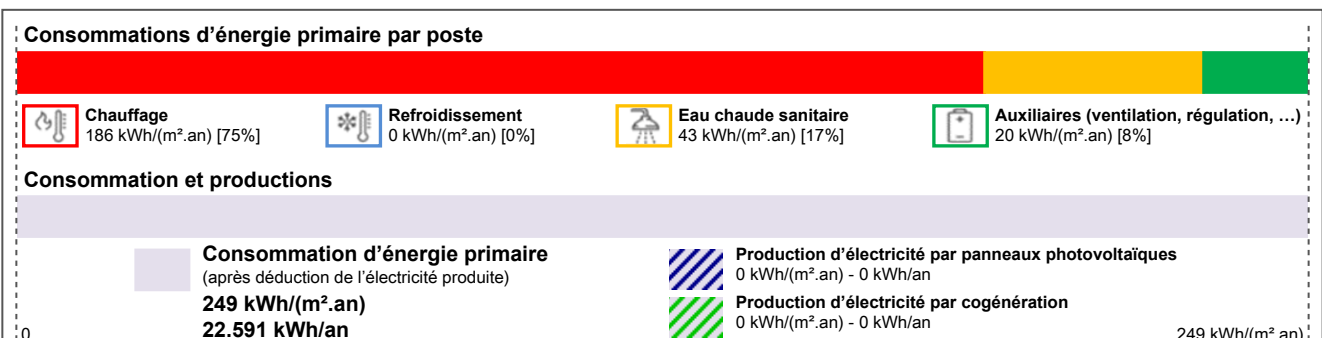 Consommations d’énergie primaire par poste
Chauffage
186 kWh/(m².an) [75%]
Refroidissement
0 kWh/(m².an) [0%]
Eau chaude sanitaire
43 kWh/(m².an) [17%]
Auxiliaires (ventilation, régulation, …)
20 kWh/(m².an) [8%]
Consommation et productions
Consommation d’énergie primaire
(après déduction de l’électricité produite)
249 kWh/(m².an)
22.591 kWh/an
Production d’électricité par panneaux photovoltaïques
0 kWh/(m².an) - 0 kWh/an
Production d’électricité par cogénération
0 kWh/(m².an) - 0 kWh/an
0
249 kWh/(m².an)